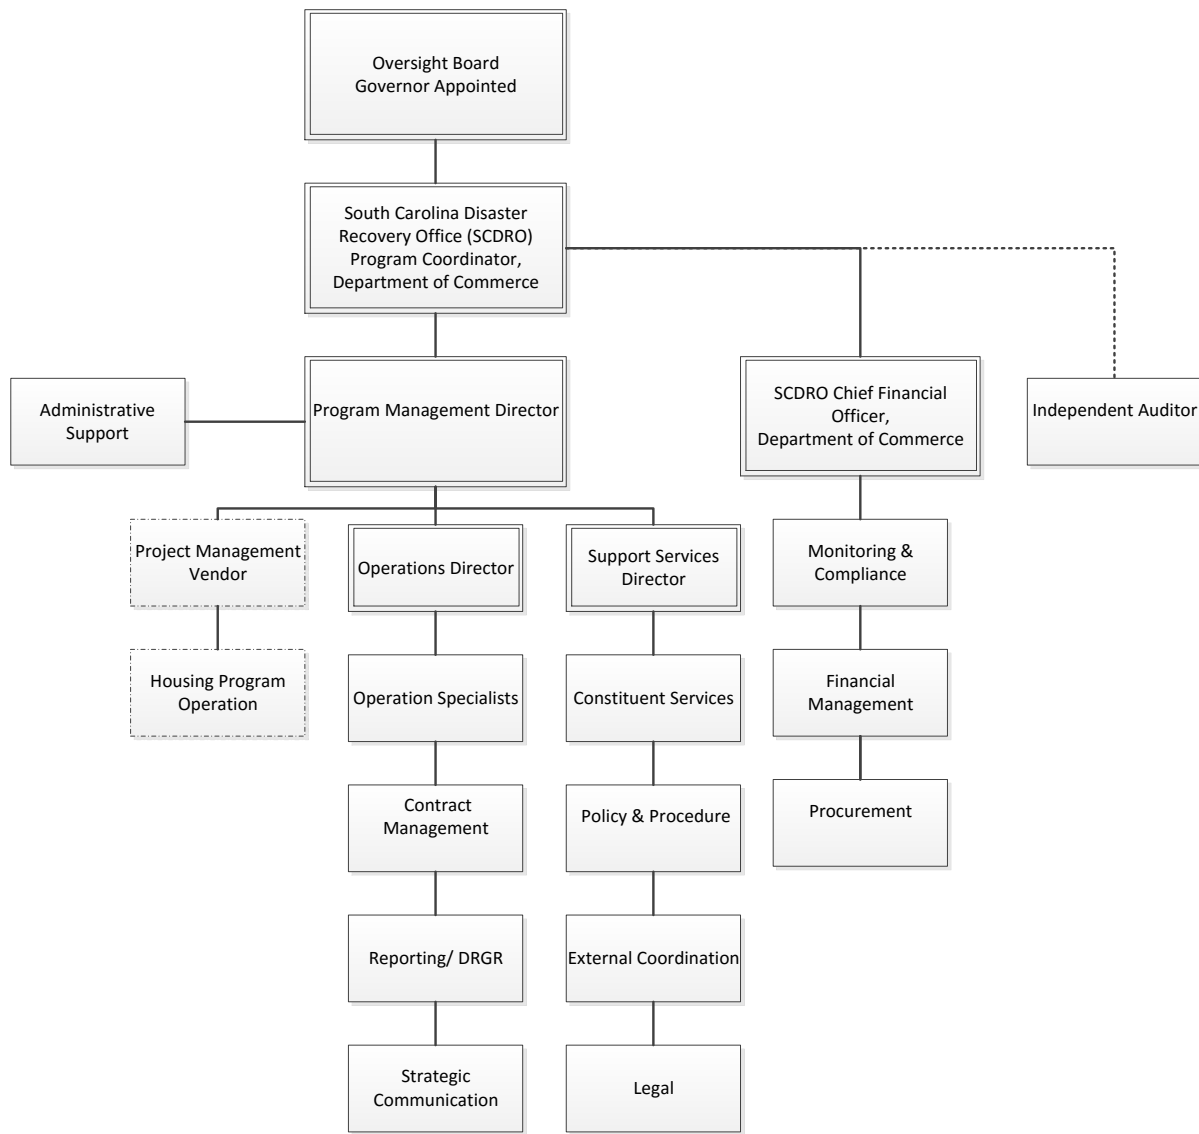 Oversight Board
Governor Appointed
South Carolina Disaster
Recovery Office (SCDRO)
Program Coordinator,
Department of Commerce
Administrative
Support
Program Management Director
SCDRO Chief Financial
Officer,
Department of Commerce
Independent Auditor
Project Management
Vendor
Operations Director
Support Services
Director
Monitoring &
Compliance
Housing Program
Operation
Operation Specialists
Constituent Services
Financial
Management
Contract
Management
Policy & Procedure
Procurement
Reporting/ DRGR
External Coordination
Strategic
Communication
Legal